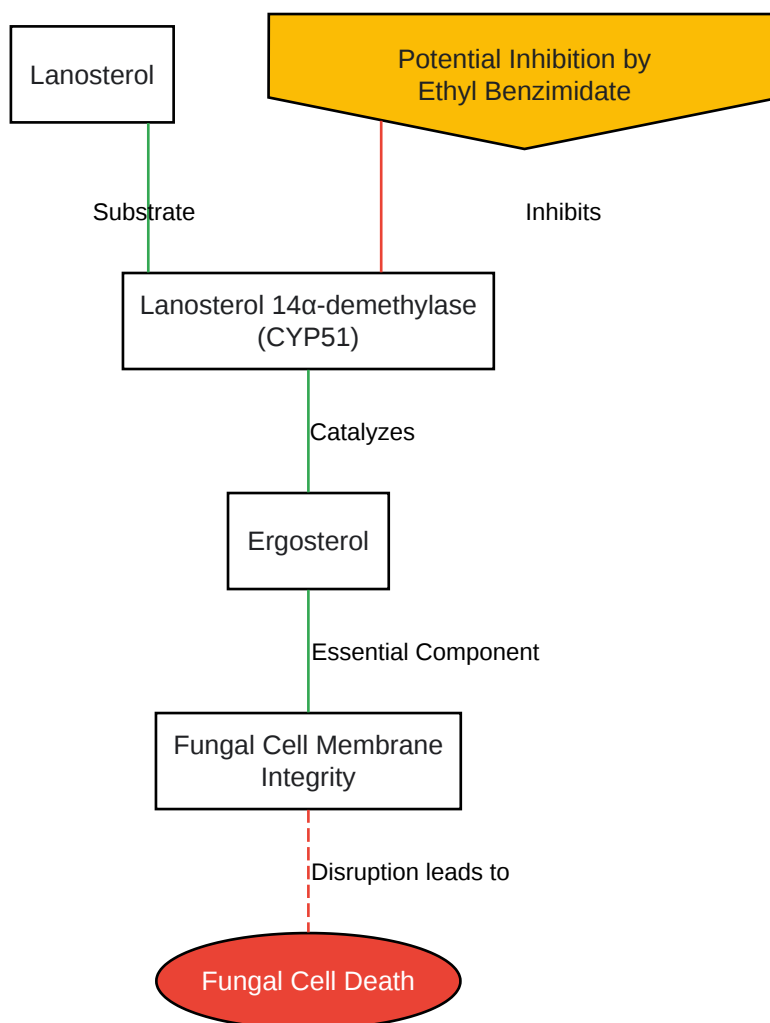 Lanosterol
Potential Inhibition by
Ethyl Benzimidate
Substrate
Inhibits
Lanosterol 14α-demethylase
(CYP51)
Catalyzes
Ergosterol
Essential Component
Fungal Cell Membrane
Integrity
Disruption leads to
Fungal Cell Death